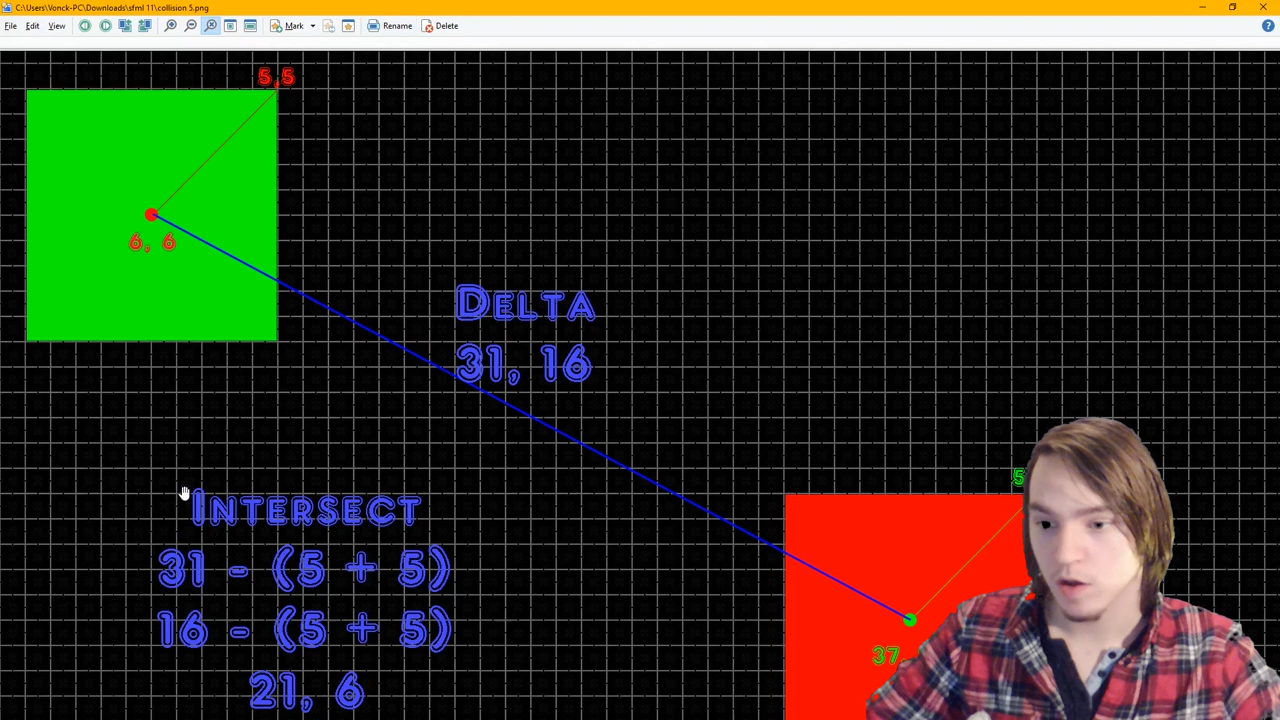 C:\Users\Vonck-PC\Downloads\sfml 11\collision 5.png
File Edit View Mark Rename Delete
5,5
6, 6
DELTA
31, 16
5
37
INTERSECT
31 - (5 + 5)
16 - (5 + 5)
21, 6